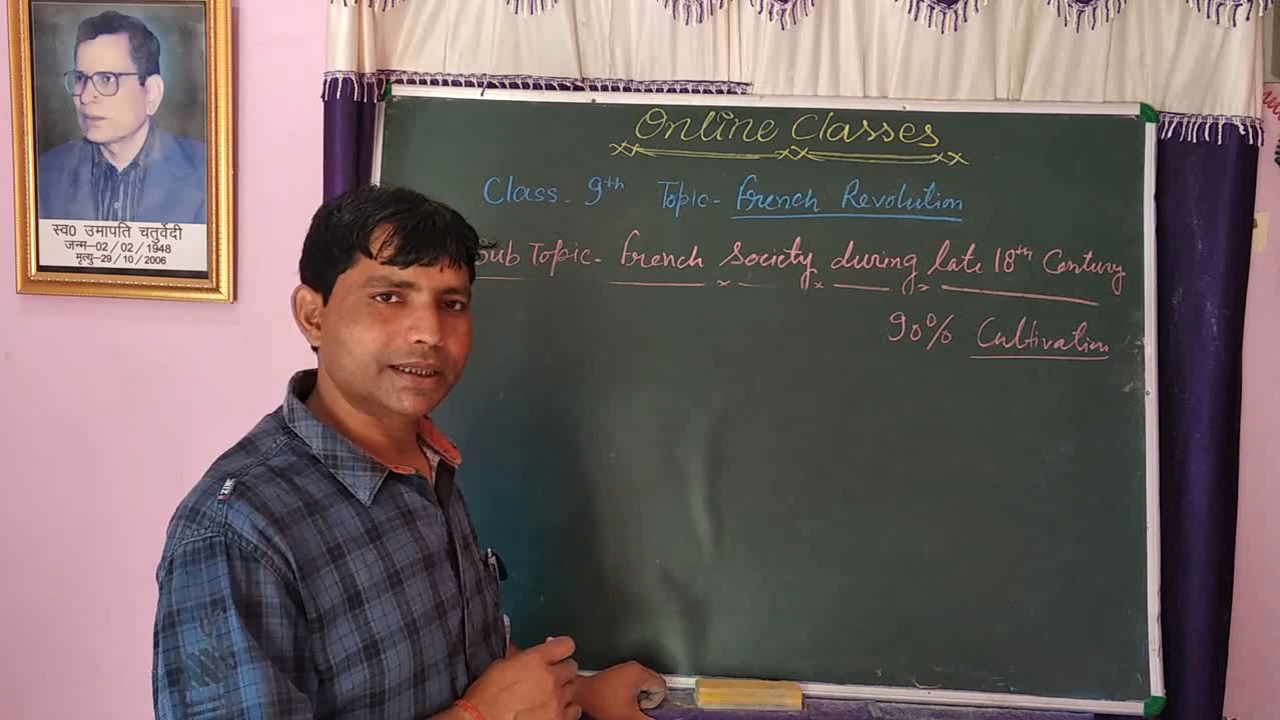 स्व0 उमापति चतुर्वेदी
जन्म–02/02/1948
मृत्यु–29/10/2006
Online Classes
Class - 9th Topic - French Revolution
Sub Topic - French Society during late 18th Century
90% Cultivation